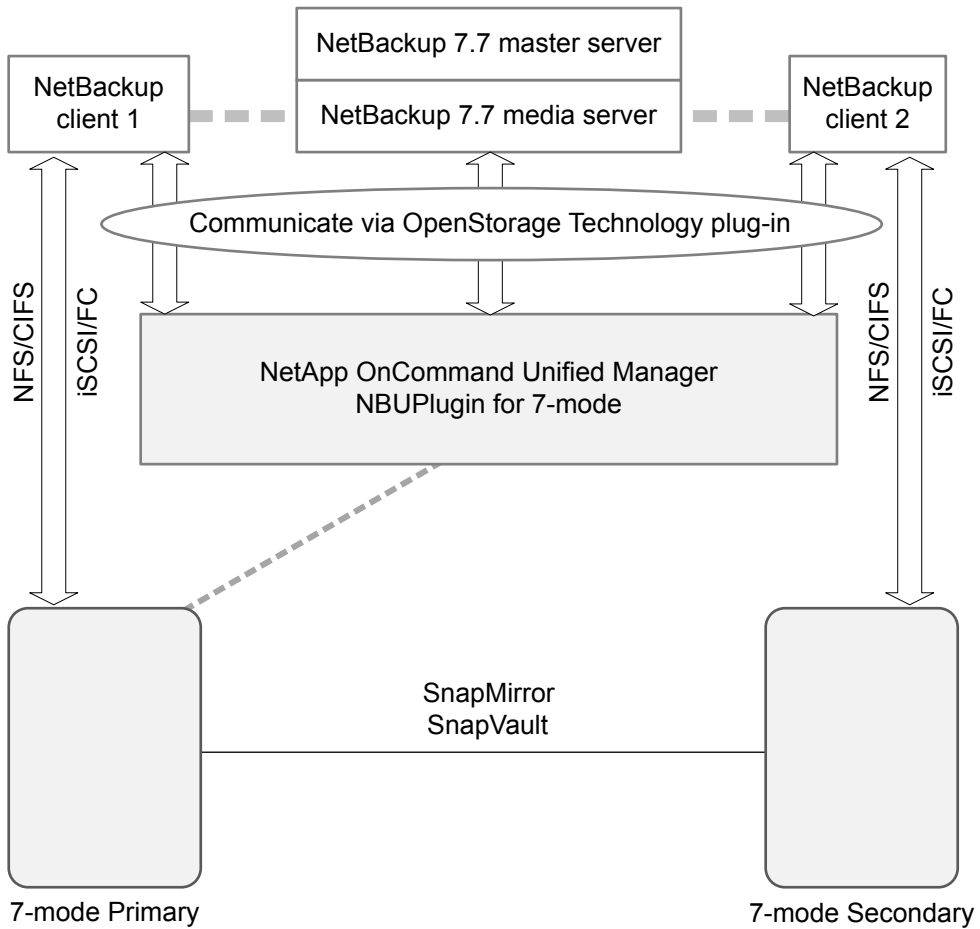 NetBackup 7.7 master server
NetBackup
client 1
NetBackup 7.7 media server
NetBackup
client 2
Communicate via OpenStorage Technology plug-in
NFS/CIFS
iSCSI/FC
NFS/CIFS
iSCSI/FC
NetApp OnCommand Unified Manager
NBUPlugin for 7-mode
SnapMirror
SnapVault
7-mode Primary
7-mode Secondary